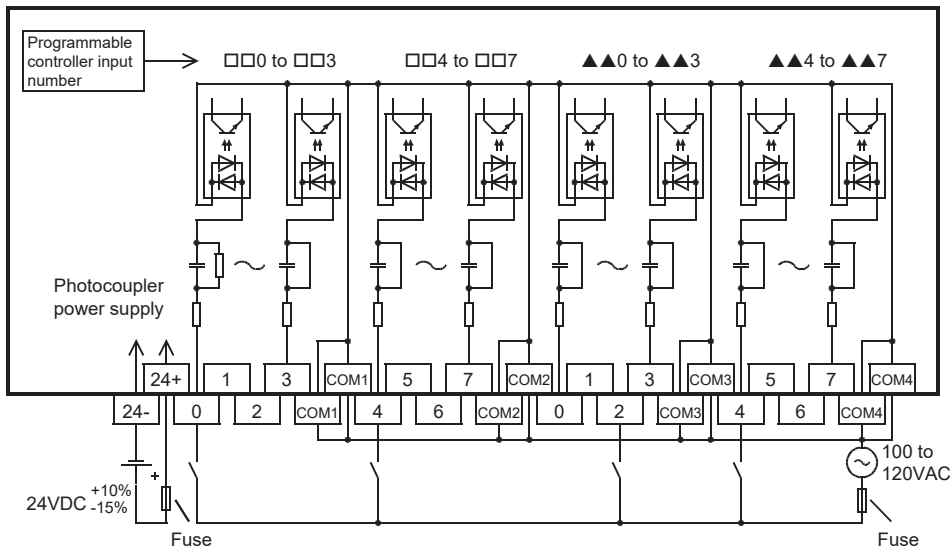 Programmable
controller input
number
□□0 to □□3
□□4 to □□7
▲▲0 to ▲▲3
▲▲4 to ▲▲7
Photocoupler
power supply
24+ 1 3 COM1 5 7 COM2 1 3 COM3 5 7 COM4
24- 0 2 COM1 4 6 COM2 0 2 COM3 4 6 COM4
100 to
120VAC
+
24VDC +10%
-15%
Fuse
Fuse